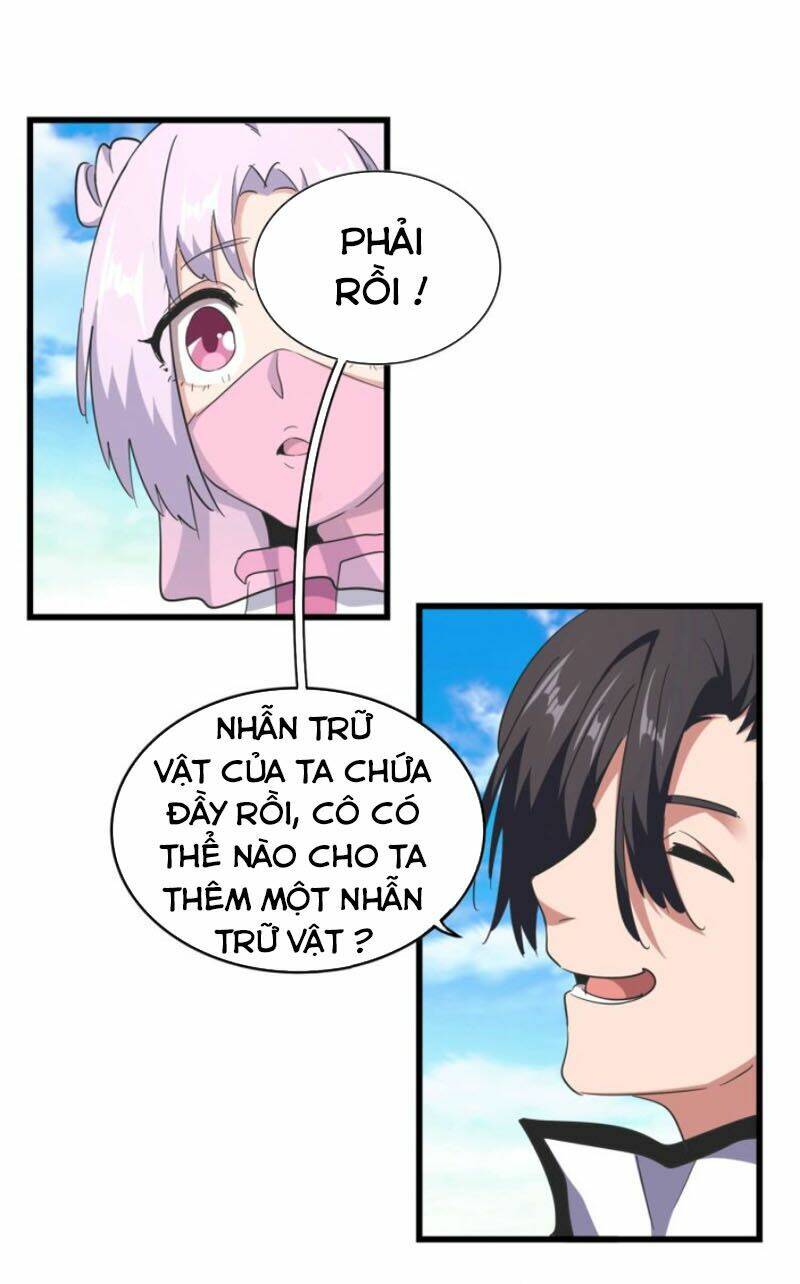 PHẢI
RỒI !
NHẪN TRỮ
VẬT CỦA TA CHỨA
ĐẦY RỒI, CÔ CÓ
THỂ NÀO CHO TA
THÊM MỘT NHẪN
TRỮ VẬT ?